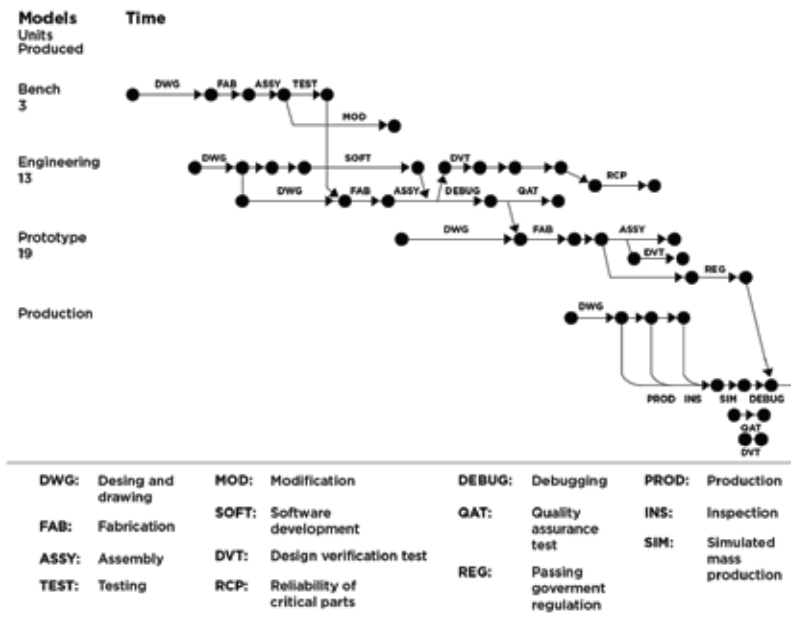 Models Time
Units
Produced
Bench
3
DWG FAB ASSY TEST
MOD
Engineering
13
DWG SOFT DVT
RCP
DWG FAB ASSY DEBUG QAT
Prototype
19
DWG FAB ASSY
DVT
REG
Production
DWG
PROD INS SIM DEBUG
QAT
DVT
DWG: Desing and
drawing
FAB: Fabrication
ASSY: Assembly
TEST: Testing
MOD: Modification
SOFT: Software
development
DVT: Design verification test
RCP: Reliability of
critical parts
DEBUG: Debugging
QAT: Quality
assurance
test
REG: Passing
goverment
regulation
PROD: Production
INS: Inspection
SIM: Simulated
mass
production